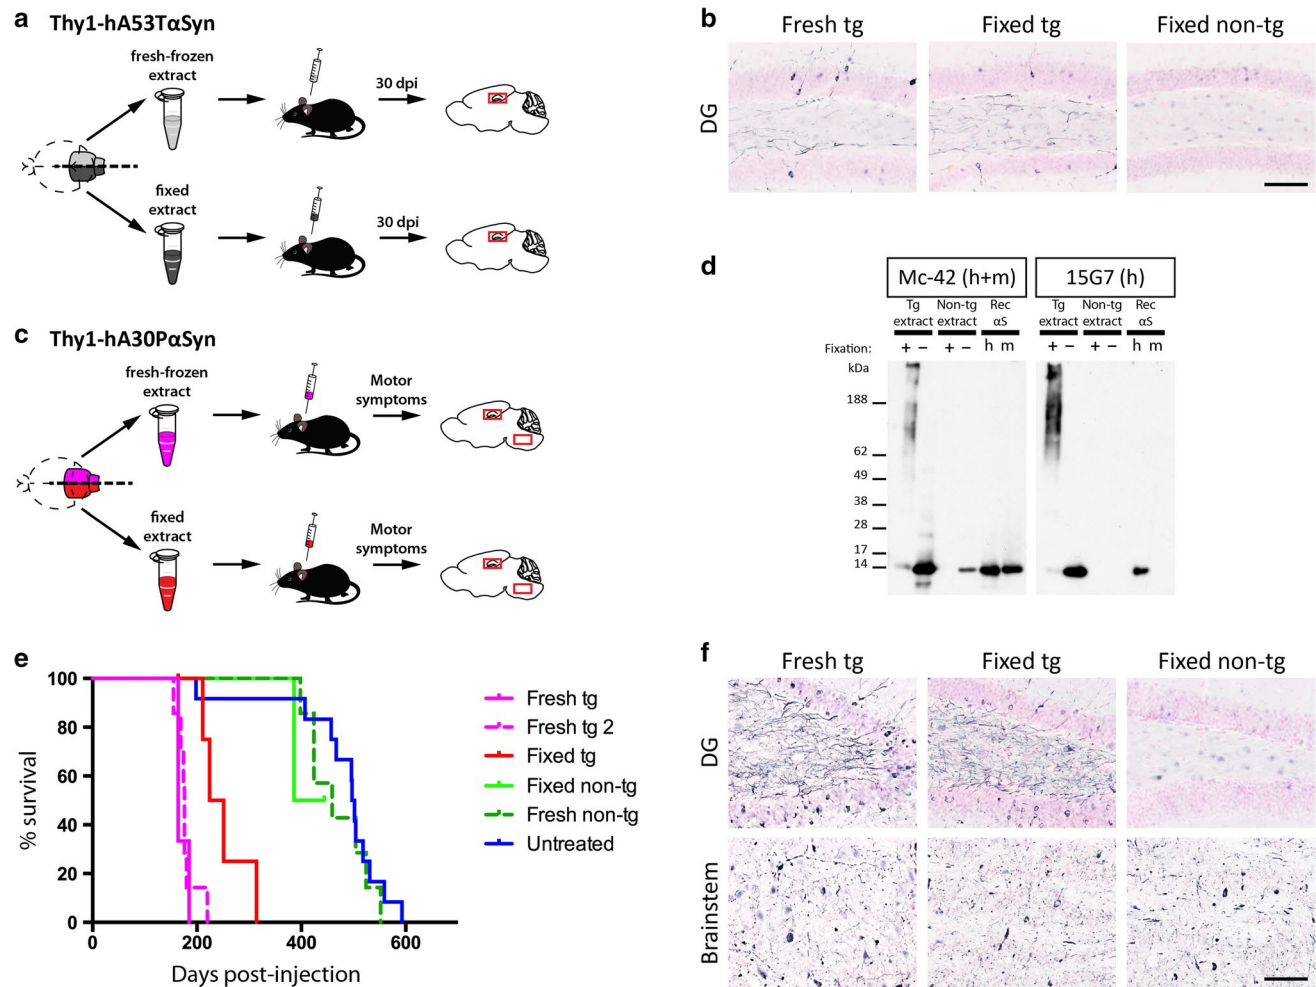 a Thy1-hA53TαSyn
fresh-frozen
extract
30 dpi
fixed
extract
30 dpi
b Fresh tg Fixed tg Fixed non-tg
DG
c Thy1-hA30PαSyn
fresh-frozen
extract
Motor
symptoms
fixed
extract
Motor
symptoms
d
Mc-42 (h+m) 15G7 (h)
Tg Non-tg Rec Tg Non-tg Rec
extract extract αS extract extract αS
Fixation: + − + − h m + − + − h m
kDa
188
62
49
38
28
17
14
e
100
80
60
40
20
0
0 200 400 600
% survival
Days post-injection
Fresh tg
Fresh tg 2
Fixed tg
Fixed non-tg
Fresh non-tg
Untreated
f Fresh tg Fixed tg Fixed non-tg
DG
Brainstem